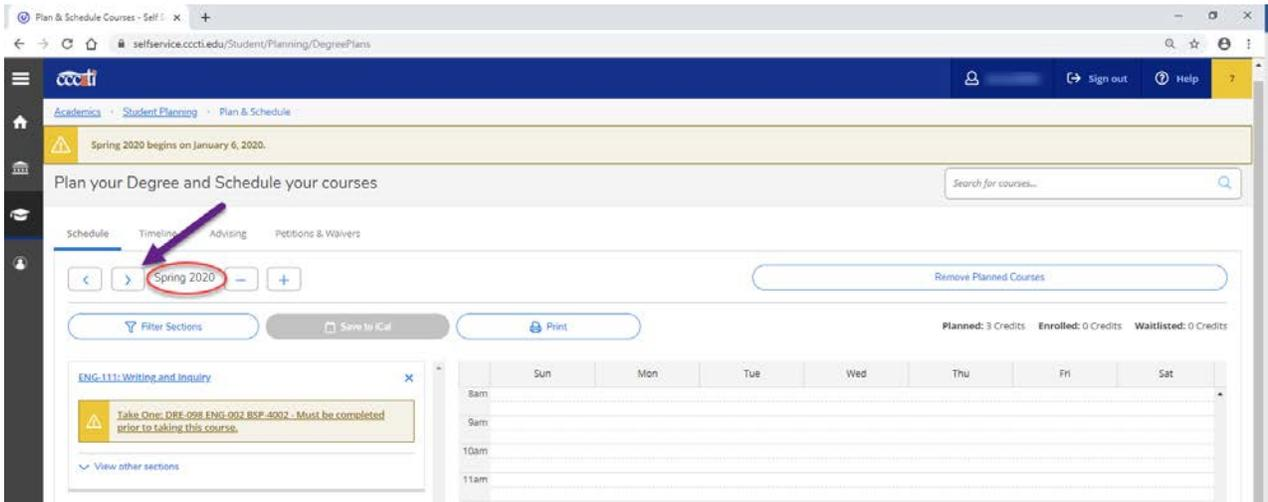 Plan & Schedule Courses - Self S
selfservice.cccti.edu/Student/Planning/DegreePlans
cccti
Sign out
Help
7
Academics
Student Planning
Plan & Schedule
Spring 2020 begins on January 6, 2020.
Plan your Degree and Schedule your courses
Search for courses...
Schedule
Timeline
Advising
Petitions & Waivers
Spring 2020
Remove Planned Courses
Filter Sections
Save to iCal
Print
Planned: 3 Credits Enrolled: 0 Credits Waitlisted: 0 Credits
ENG-111: Writing and Inquiry
Take One: DRE-098 ENG-002 BSP-4002 - Must be completed
prior to taking this course.
View other sections
Sun Mon Tue Wed Thu Fri Sat
8am
9am
10am
11am